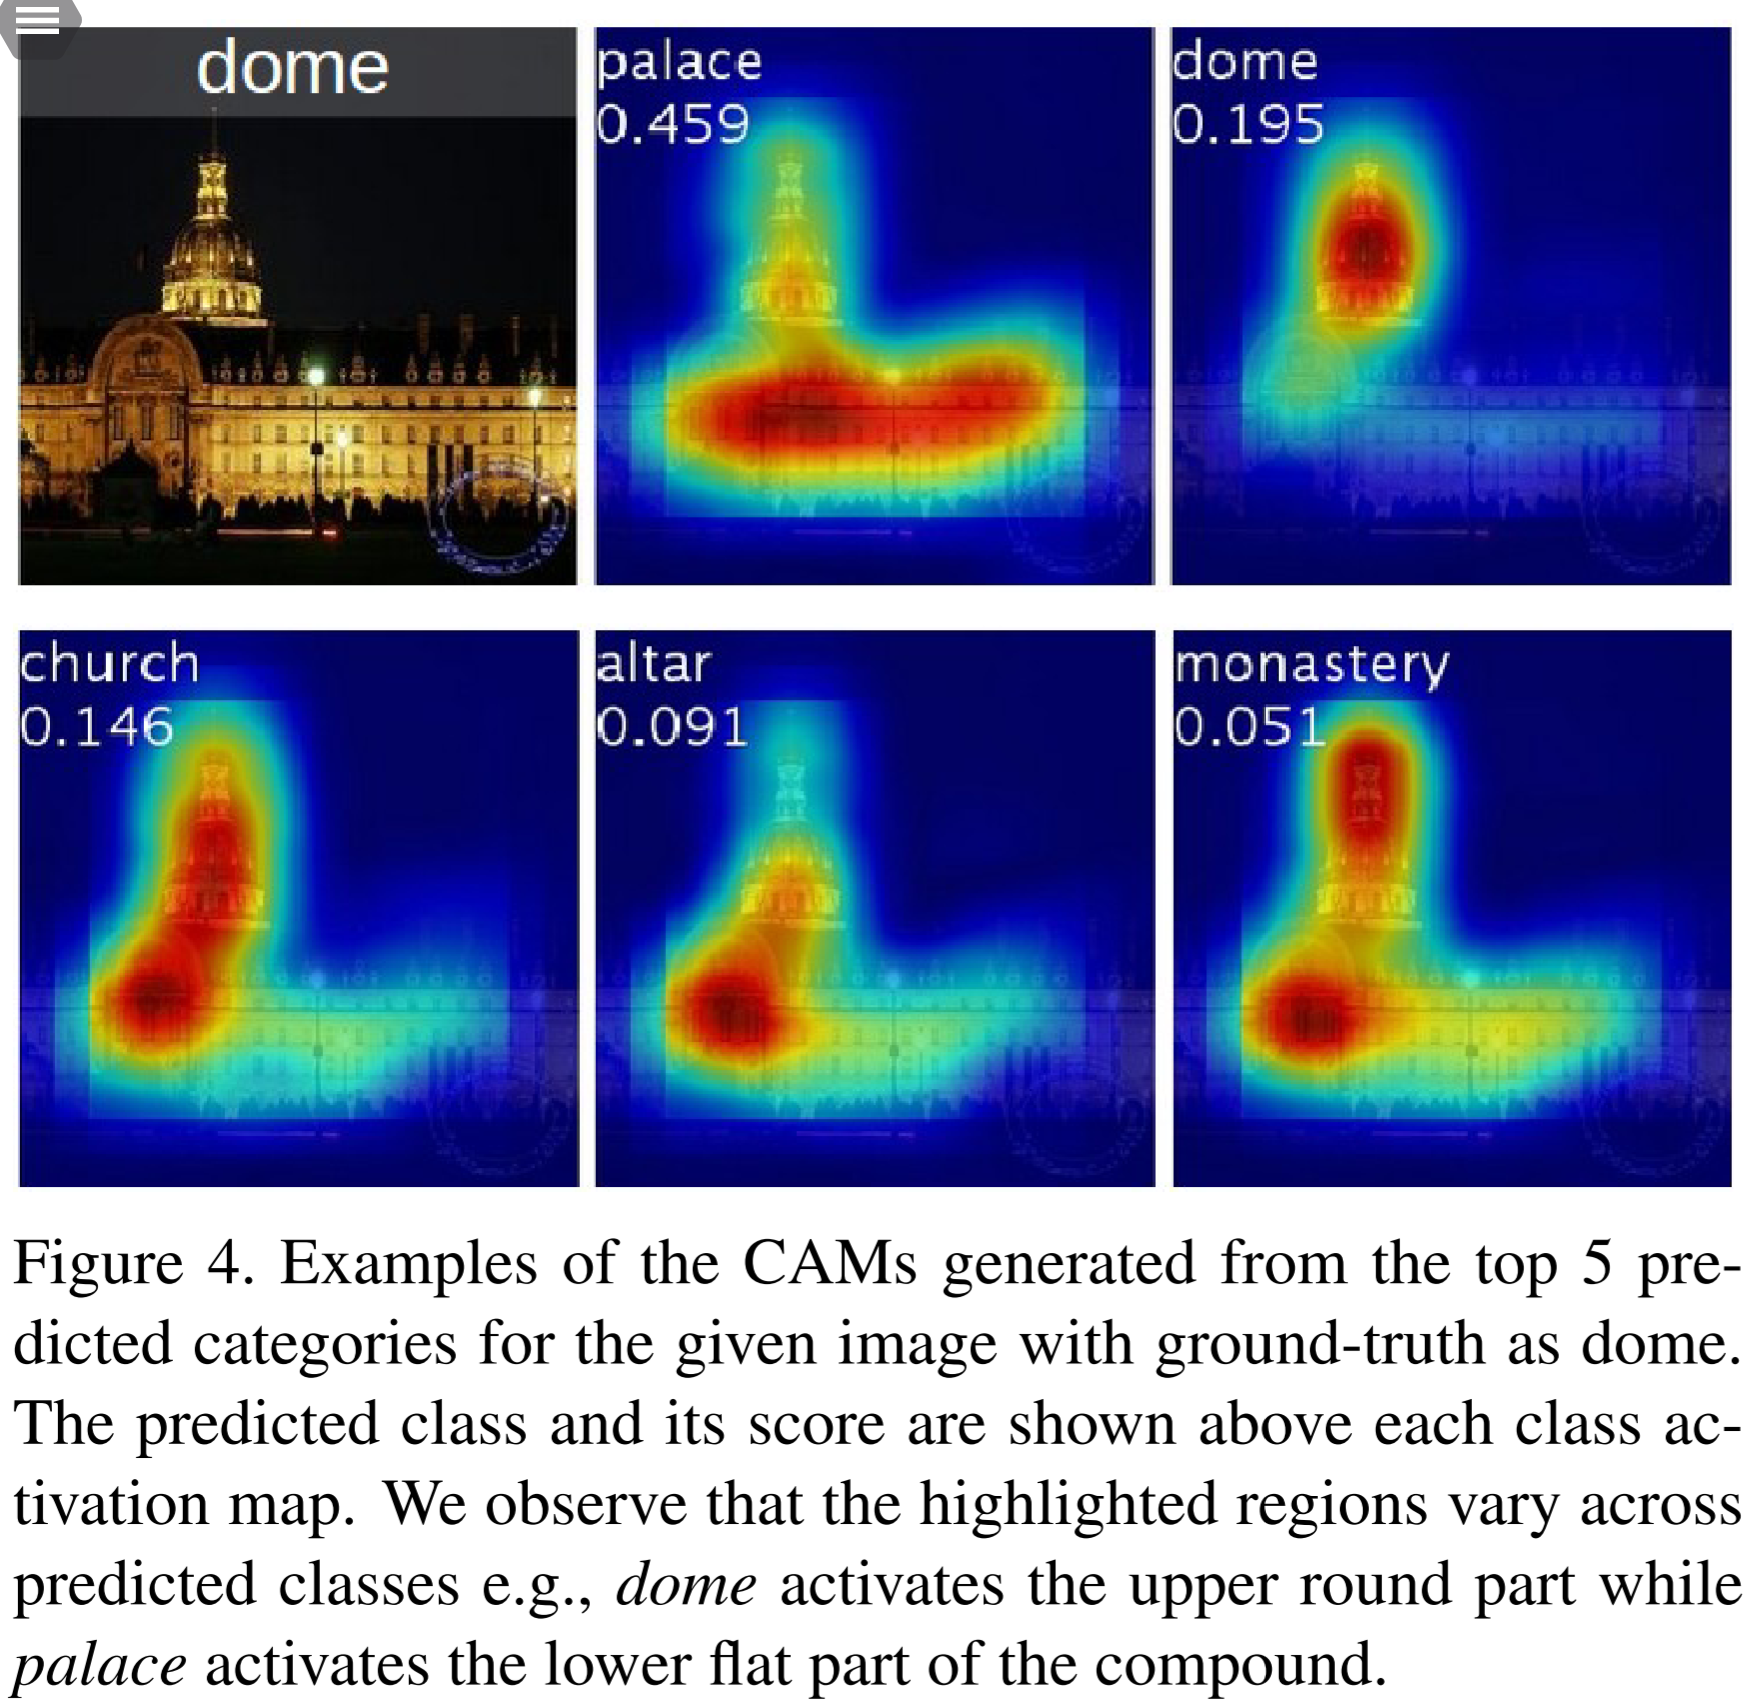 dome
palace
0.459
dome
0.195
church
0.146
altar
0.091
monastery
0.051
Figure 4. Examples of the CAMs generated from the top 5 pre-
dicted categories for the given image with ground-truth as dome.
The predicted class and its score are shown above each class ac-
tivation map. We observe that the highlighted regions vary across
predicted classes e.g., dome activates the upper round part while
palace activates the lower flat part of the compound.